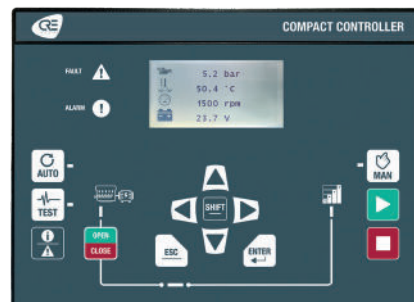 CRE
COMPACT CONTROLLER
FAULT
ALARM
5.2 bar
50.4 °C
1500 rpm
23.7 V
AUTO
MAN
TEST
SHIFT
OPEN
CLOSE
ESC
ENTER